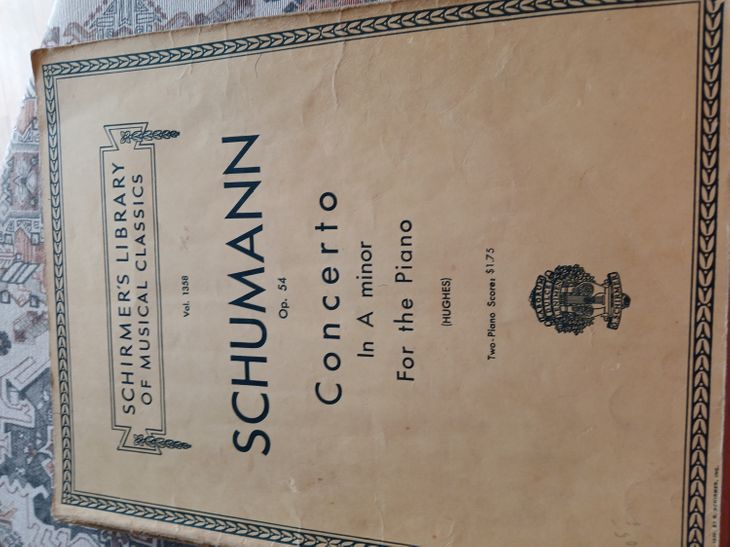 SCHIRMER'S LIBRARY
OF MUSICAL CLASSICS
Vol. 1358
SCHUMANN
Op. 54
Concerto
In A minor
For the Piano
(HUGHES)
Two-Piano Score: $1.75